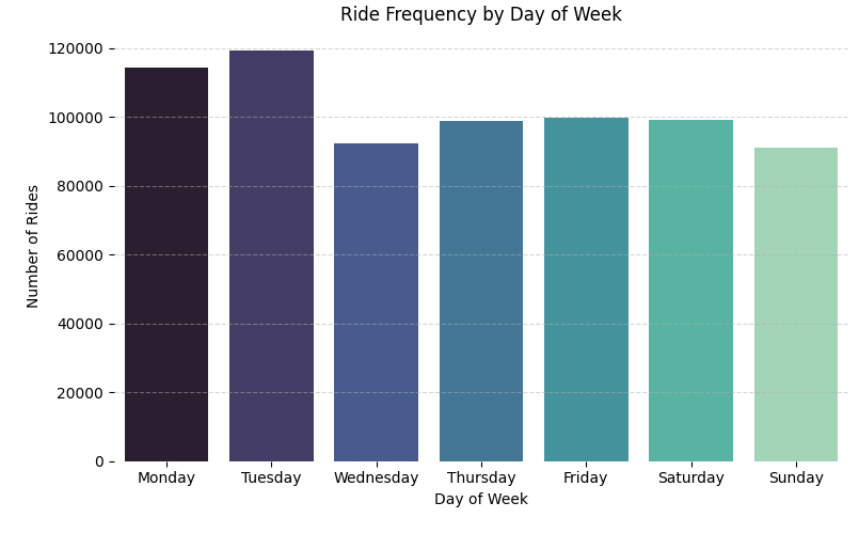 Ride Frequency by Day of Week
120000
100000
80000
60000
40000
20000
0
Number of Rides
Monday Tuesday Wednesday Thursday Friday Saturday Sunday
Day of Week